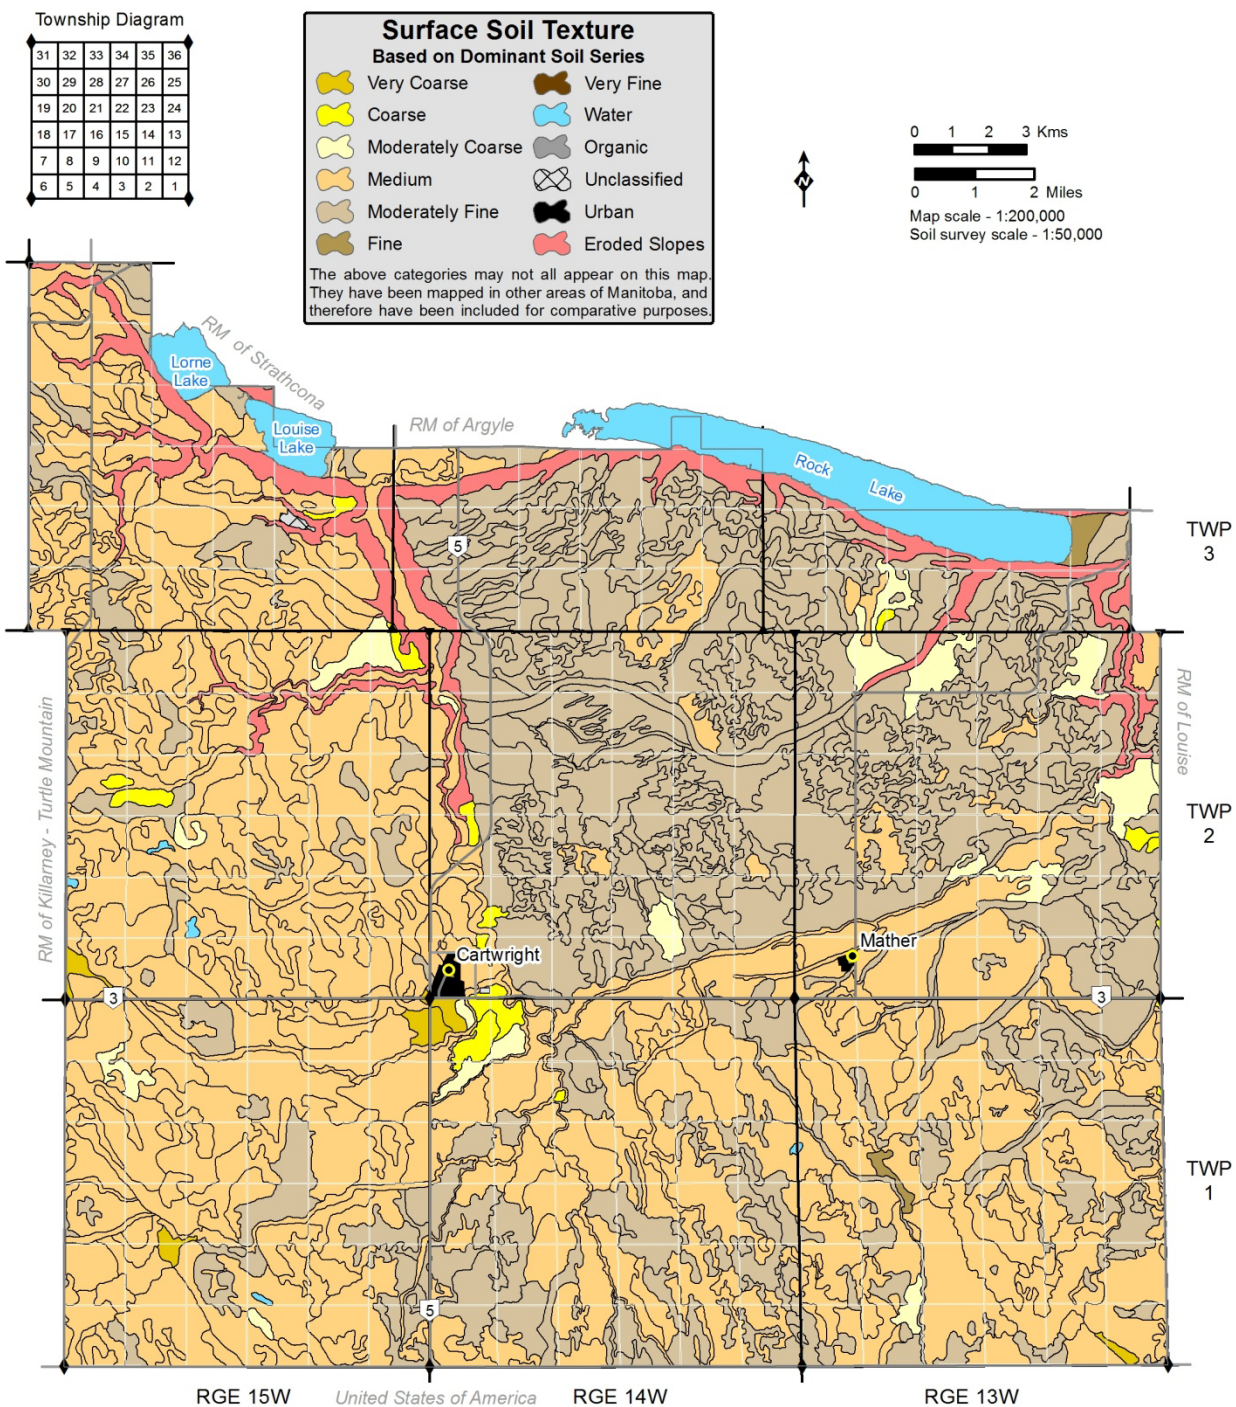 Township Diagram
31 32 33 34 35 36
30 29 28 27 26 25
19 20 21 22 23 24
18 17 16 15 14 13
7 8 9 10 11 12
6 5 4 3 2 1
Surface Soil Texture
Based on Dominant Soil Series
Very Coarse
Coarse
Moderately Coarse
Medium
Moderately Fine
Fine
Very Fine
Water
Organic
Unclassified
Urban
Eroded Slopes
The above categories may not all appear on this map.
They have been mapped in other areas of Manitoba, and
therefore have been included for comparative purposes.
N
0 1 2 3 Kms
0 1 2 Miles
Map scale - 1:200,000
Soil survey scale - 1:50,000
RM of Strathcona
Lorne
Lake
Louise
Lake
RM of Argyle
Rock
Lake
5
TWP
3
RM of Killarney - Turtle Mountain
RM of Louise
TWP
2
Cartwright
Mather
3
3
TWP
1
5
RGE 15W
United States of America
RGE 14W
RGE 13W